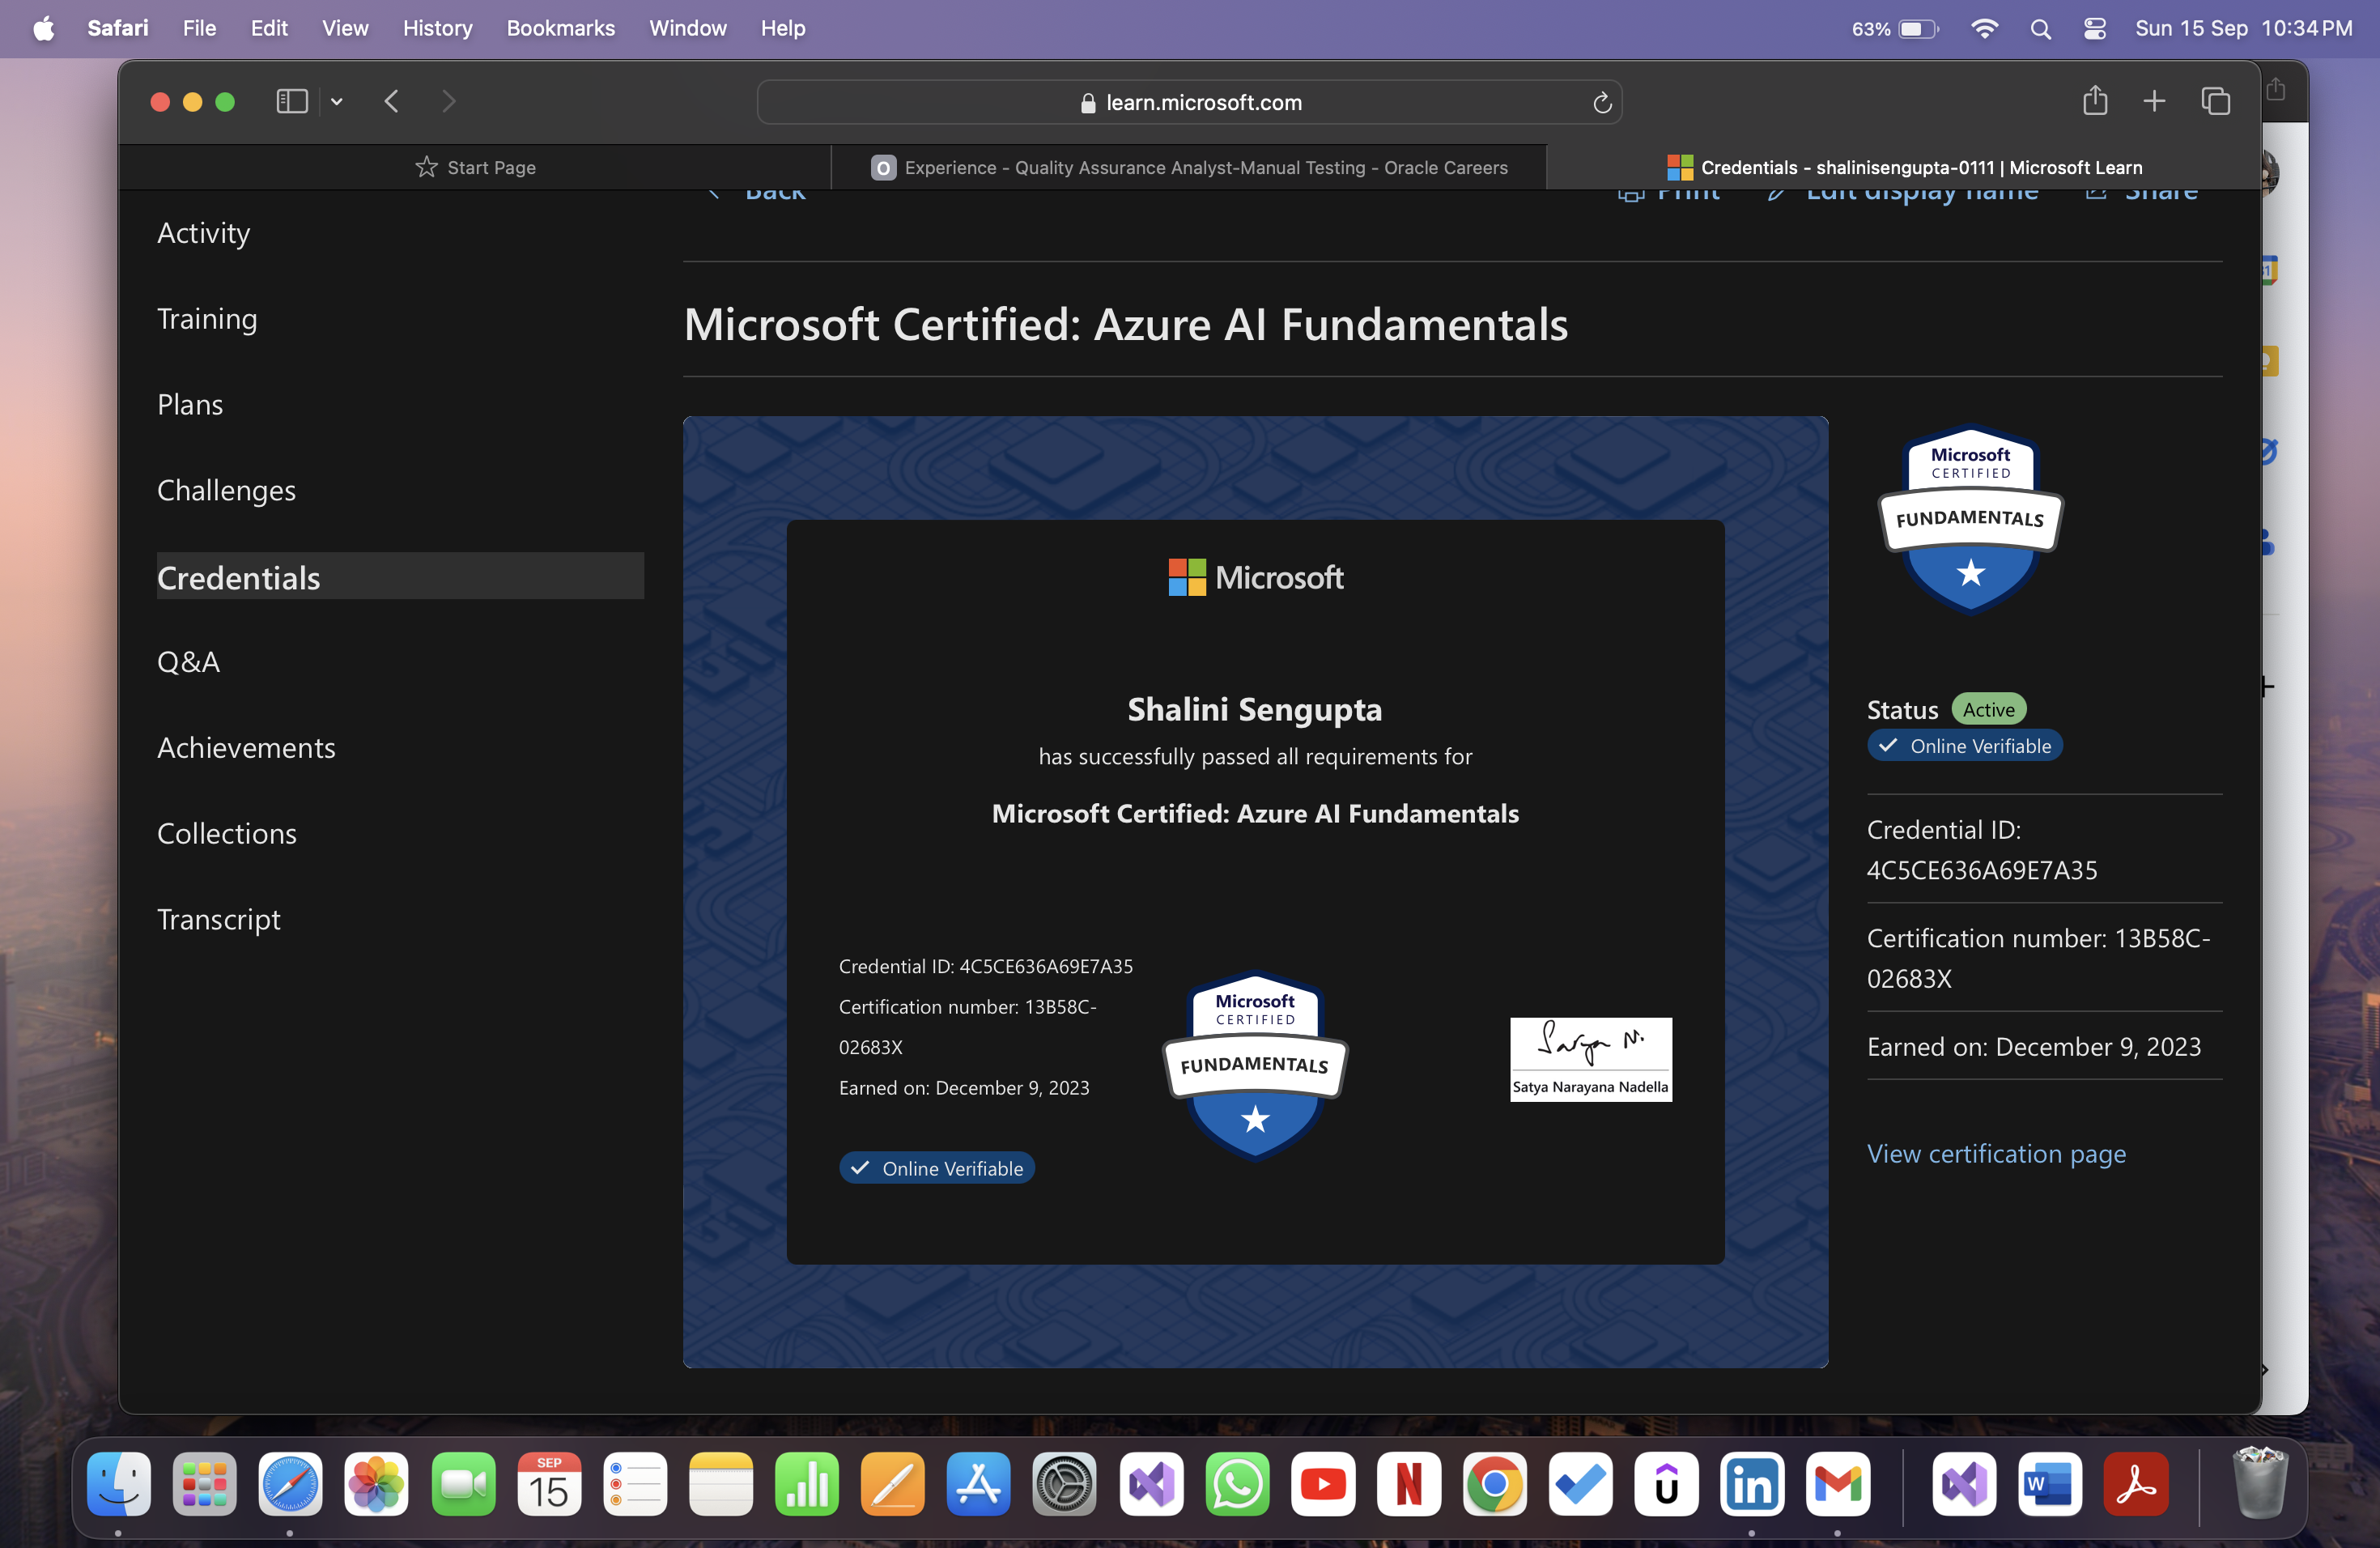 Safari File Edit View History Bookmarks Window Help 63% Sun 15 Sep 10:34 PM
learn.microsoft.com
Start Page
Experience - Quality Assurance Analyst-Manual Testing - Oracle Careers
Credentials - shalinisengupta-0111 | Microsoft Learn
Back
Print Edit display name Share
Activity
Training
Plans
Challenges
Credentials
Q&A
Achievements
Collections
Transcript
Microsoft Certified: Azure AI Fundamentals
Microsoft
Shalini Sengupta
has successfully passed all requirements for
Microsoft Certified: Azure AI Fundamentals
Credential ID: 4C5CE636A69E7A35
Certification number: 13B58C-
02683X
Earned on: December 9, 2023
Online Verifiable
Microsoft
CERTIFIED
FUNDAMENTALS
Satya N.
Satya Narayana Nadella
Microsoft
CERTIFIED
FUNDAMENTALS
Status Active
Online Verifiable
Credential ID:
4C5CE636A69E7A35
Certification number: 13B58C-
02683X
Earned on: December 9, 2023
View certification page
SEP
15